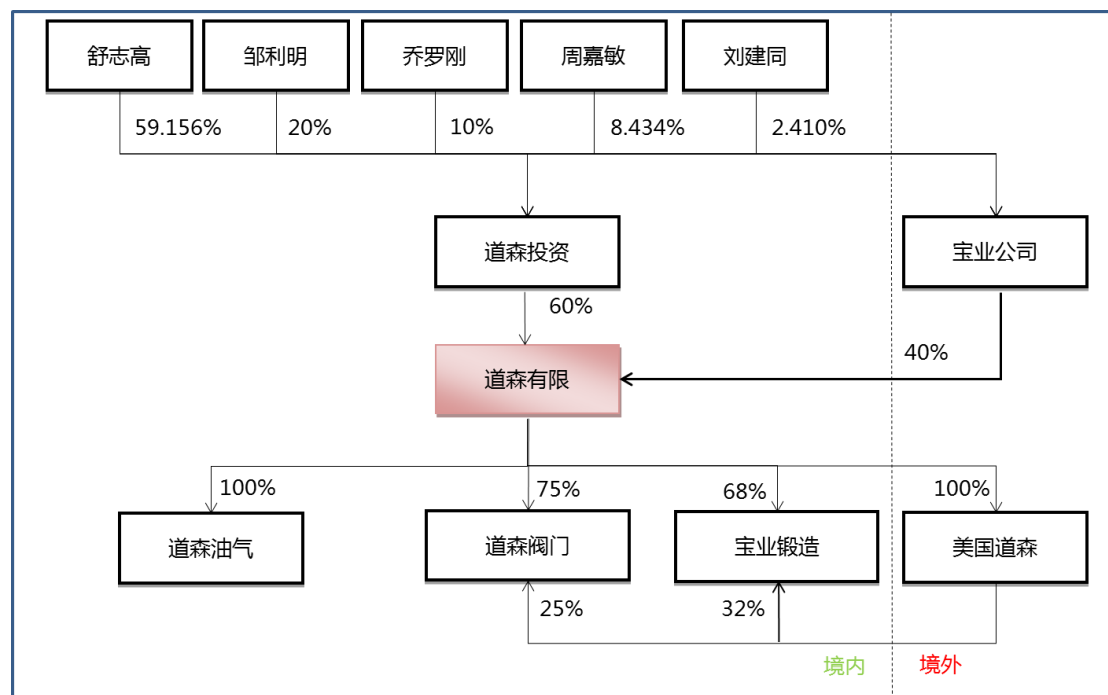 舒志高
邹利明
乔罗刚
周嘉敏
刘建同
59.156%
20%
10%
8.434%
2.410%
道森投资
宝业公司
60%
40%
道森有限
100%
75%
68%
100%
道森油气
道森阀门
宝业锻造
美国道森
25%
32%
境内
境外